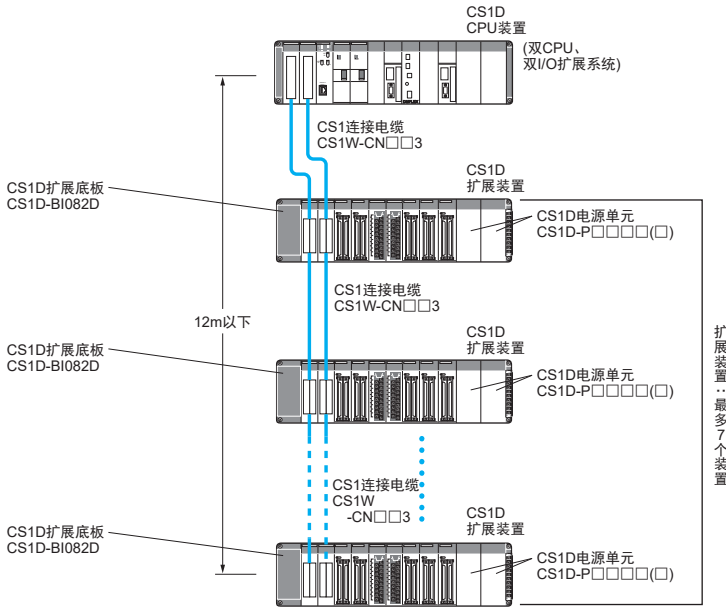 CS1D
CPU装置
(双CPU、
双I/O扩展系统)
CS1连接电缆
CS1W-CN□□3
CS1D扩展底板
CS1D-BI082D
CS1D
扩展装置
CS1D电源单元
CS1D-P□□□□(□)
CS1连接电缆
CS1W-CN□□3
12m以下
CS1D扩展底板
CS1D-BI082D
CS1D
扩展装置
CS1D电源单元
CS1D-P□□□□(□)
扩展装置：最多7个装置
CS1连接电缆
CS1W
-CN□□3
CS1D扩展底板
CS1D-BI082D
CS1D
扩展装置
CS1D电源单元
CS1D-P□□□□(□)